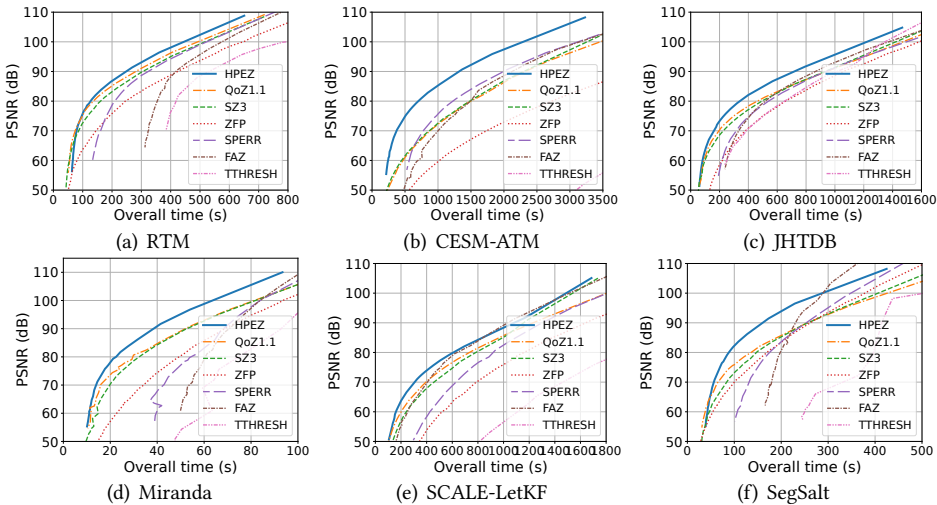 110
100
90
80
70
60
50
PSNR (dB)
HPEZ
QoZ1.1
SZ3
ZFP
SPERR
FAZ
TTHRESH
0 100 200 300 400 500 600 700 800
Overall time (s)
(a) RTM
110
100
90
80
70
60
50
PSNR (dB)
HPEZ
QoZ1.1
SZ3
ZFP
SPERR
FAZ
TTHRESH
0 500 1000 1500 2000 2500 3000 3500
Overall time (s)
(b) CESM-ATM
110
100
90
80
70
60
50
PSNR (dB)
HPEZ
QoZ1.1
SZ3
ZFP
SPERR
FAZ
TTHRESH
0 200 400 600 800 1000 1200 1400 1600
Overall time (s)
(c) JHTDB
110
100
90
80
70
60
50
PSNR (dB)
HPEZ
QoZ1.1
SZ3
ZFP
SPERR
FAZ
TTHRESH
0 20 40 60 80 100
Overall time (s)
(d) Miranda
110
100
90
80
70
60
50
PSNR (dB)
HPEZ
QoZ1.1
SZ3
ZFP
SPERR
FAZ
TTHRESH
0 200 400 600 800 1000 1200 1400 1600 1800
Overall time (s)
(e) SCALE-LetKF
110
100
90
80
70
60
50
PSNR (dB)
HPEZ
QoZ1.1
SZ3
ZFP
SPERR
FAZ
TTHRESH
0 100 200 300 400 500
Overall time (s)
(f) SegSalt